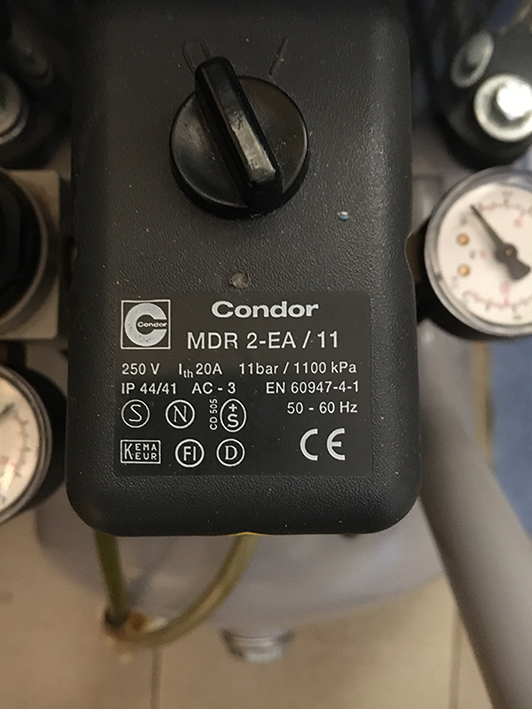 Condor
Condor
MDR 2-EA / 11
250 V Ith 20A 11bar / 1100 kPa
IP 44/41 AC - 3 EN 60947-4-1
S N CD 505 +S 50 - 60 Hz
KEMA
KEUR FI D CE